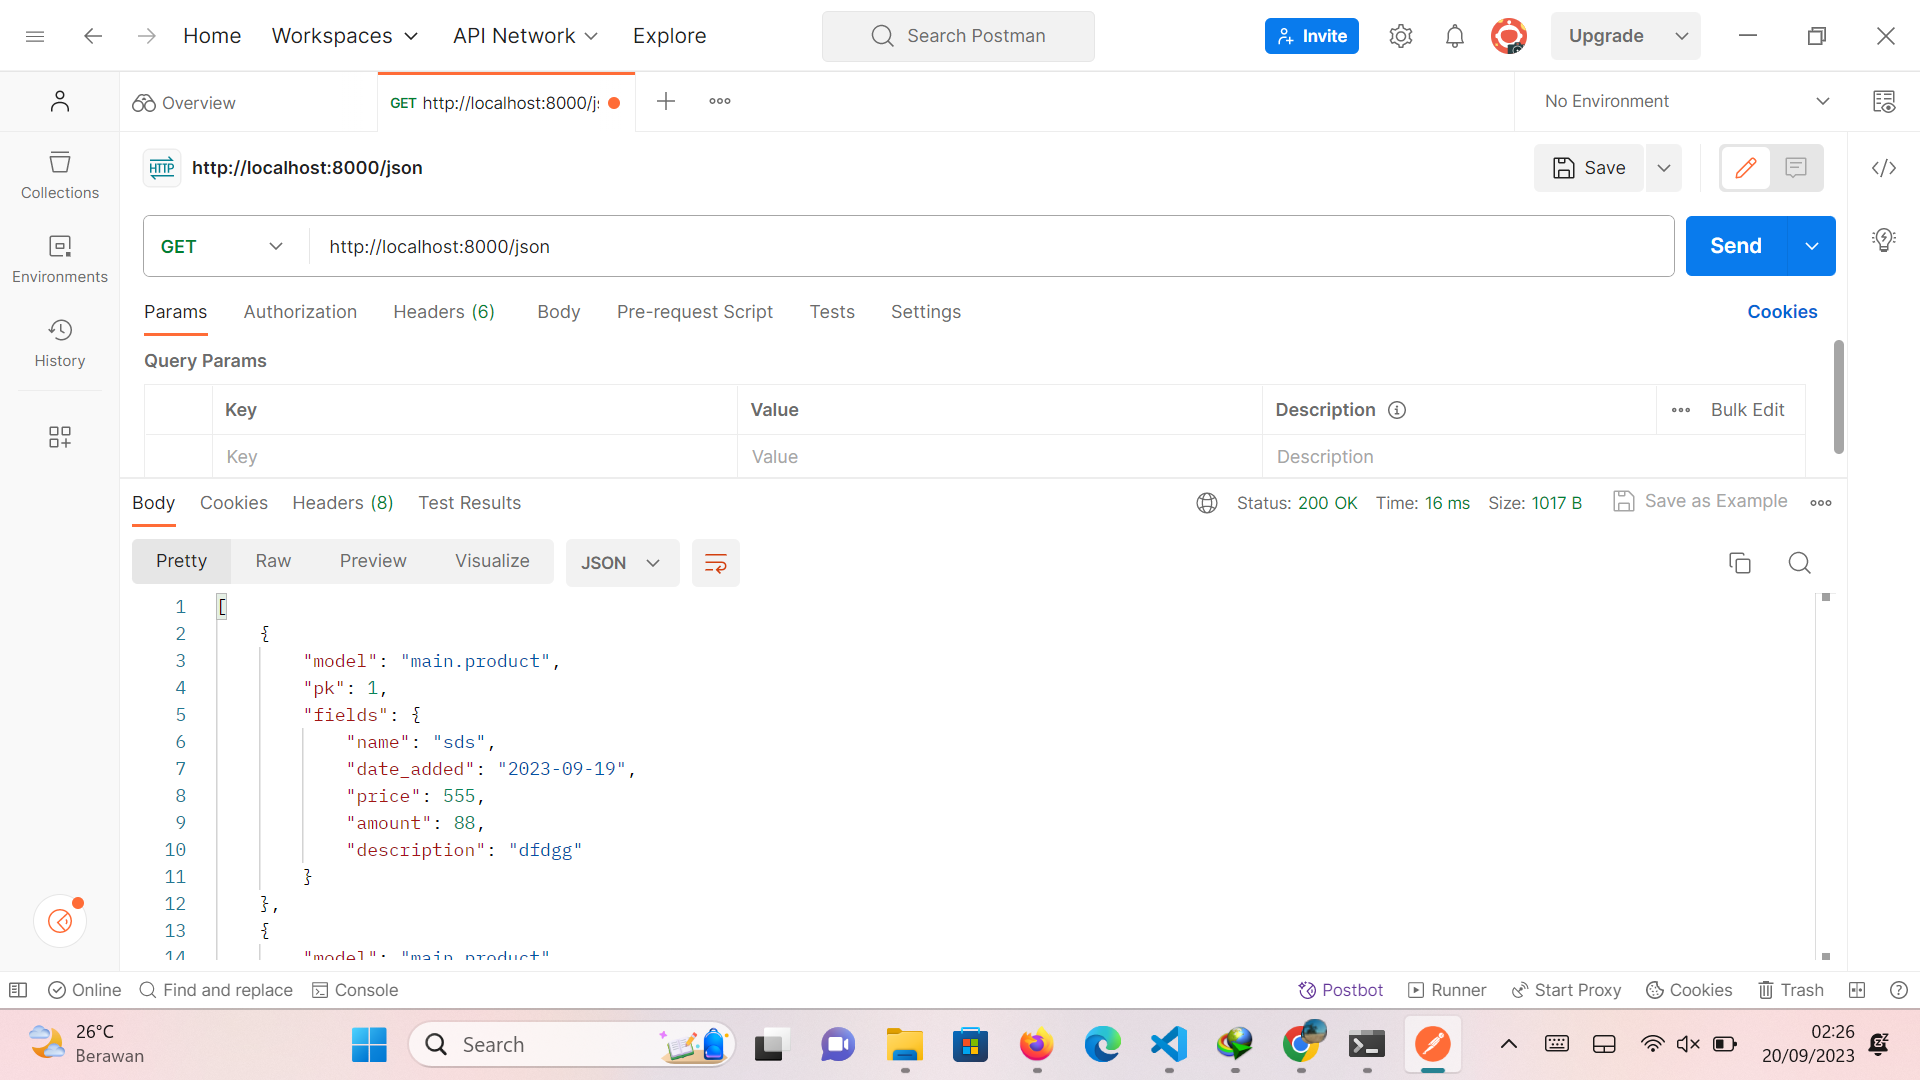 Home Workspaces API Network Explore Search Postman Invite Upgrade
Overview GET http://localhost:8000/j No Environment
HTTP http://localhost:8000/json Save
Collections
Environments
History
GET http://localhost:8000/json Send
Params Authorization Headers (6) Body Pre-request Script Tests Settings Cookies
Query Params
Key Value Description Bulk Edit
Key Value Description
Body Cookies Headers (8) Test Results Status: 200 OK Time: 16 ms Size: 1017 B Save as Example
Pretty Raw Preview Visualize JSON
1 [
2 {
3 "model": "main.product",
4 "pk": 1,
5 "fields": {
6 "name": "sds",
7 "date_added": "2023-09-19",
8 "price": 555,
9 "amount": 88,
10 "description": "dfdgg"
11 }
12 },
13 {
14 "model": "main.product"
Online Find and replace Console Postbot Runner Start Proxy Cookies Trash
26°C
Berawan
Search
02:26
20/09/2023